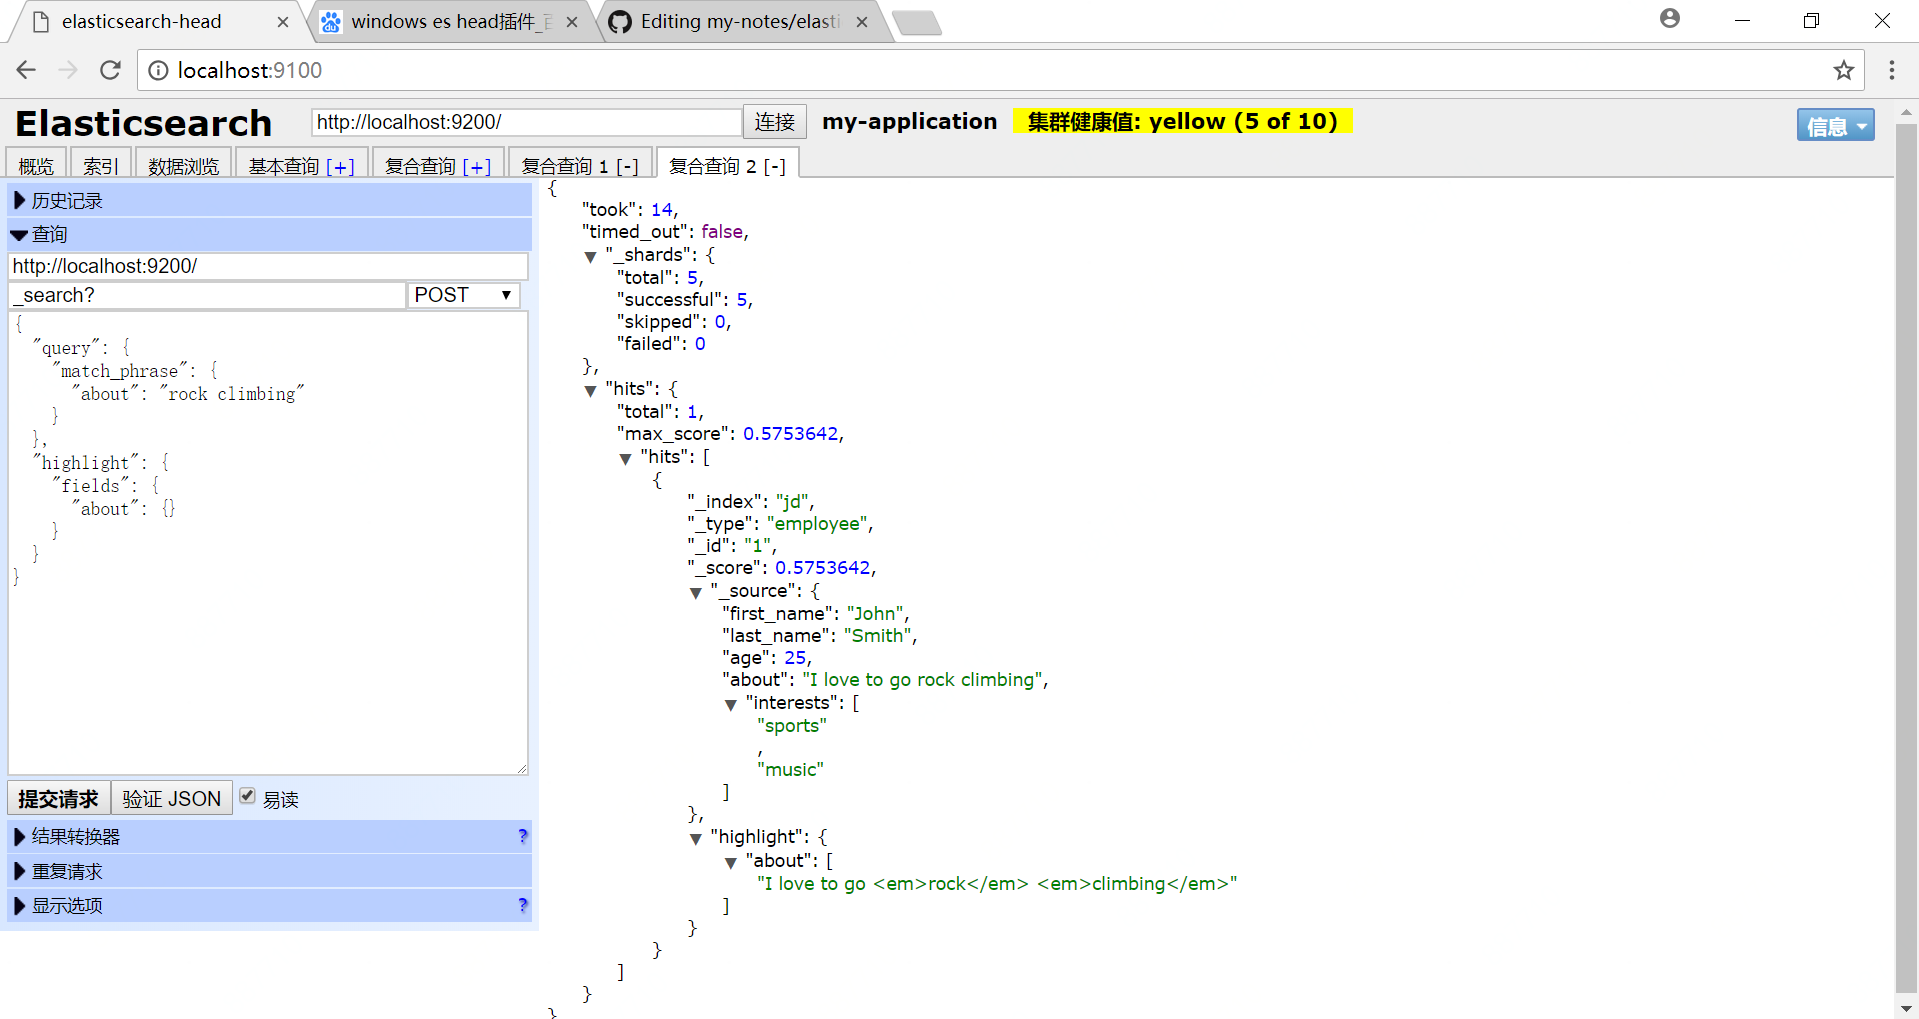 elasticsearch-head
windows es head插件_
Editing my-notes/elasti
localhost:9100
Elasticsearch
http://localhost:9200/
连接
my-application
集群健康值: yellow (5 of 10)
信息
概览
索引
数据浏览
基本查询 [+]
复合查询 [+]
复合查询 1 [-]
复合查询 2 [-]
历史记录
查询
http://localhost:9200/
_search?
POST
{
"query": {
"match_phrase": {
"about": "rock climbing"
}
},
"highlight": {
"fields": {
"about": {}
}
}
}
提交请求
验证 JSON
易读
结果转换器 ?
重复请求
显示选项 ?
{
"took": 14,
"timed_out": false,
▼ "_shards": {
"total": 5,
"successful": 5,
"skipped": 0,
"failed": 0
},
▼ "hits": {
"total": 1,
"max_score": 0.5753642,
▼ "hits": [
{
"_index": "jd",
"_type": "employee",
"_id": "1",
"_score": 0.5753642,
▼ "_source": {
"first_name": "John",
"last_name": "Smith",
"age": 25,
"about": "I love to go rock climbing",
▼ "interests": [
"sports"
,
"music"
]
},
▼ "highlight": {
▼ "about": [
"I love to go <em>rock</em> <em>climbing</em>"
]
}
}
]
}
}